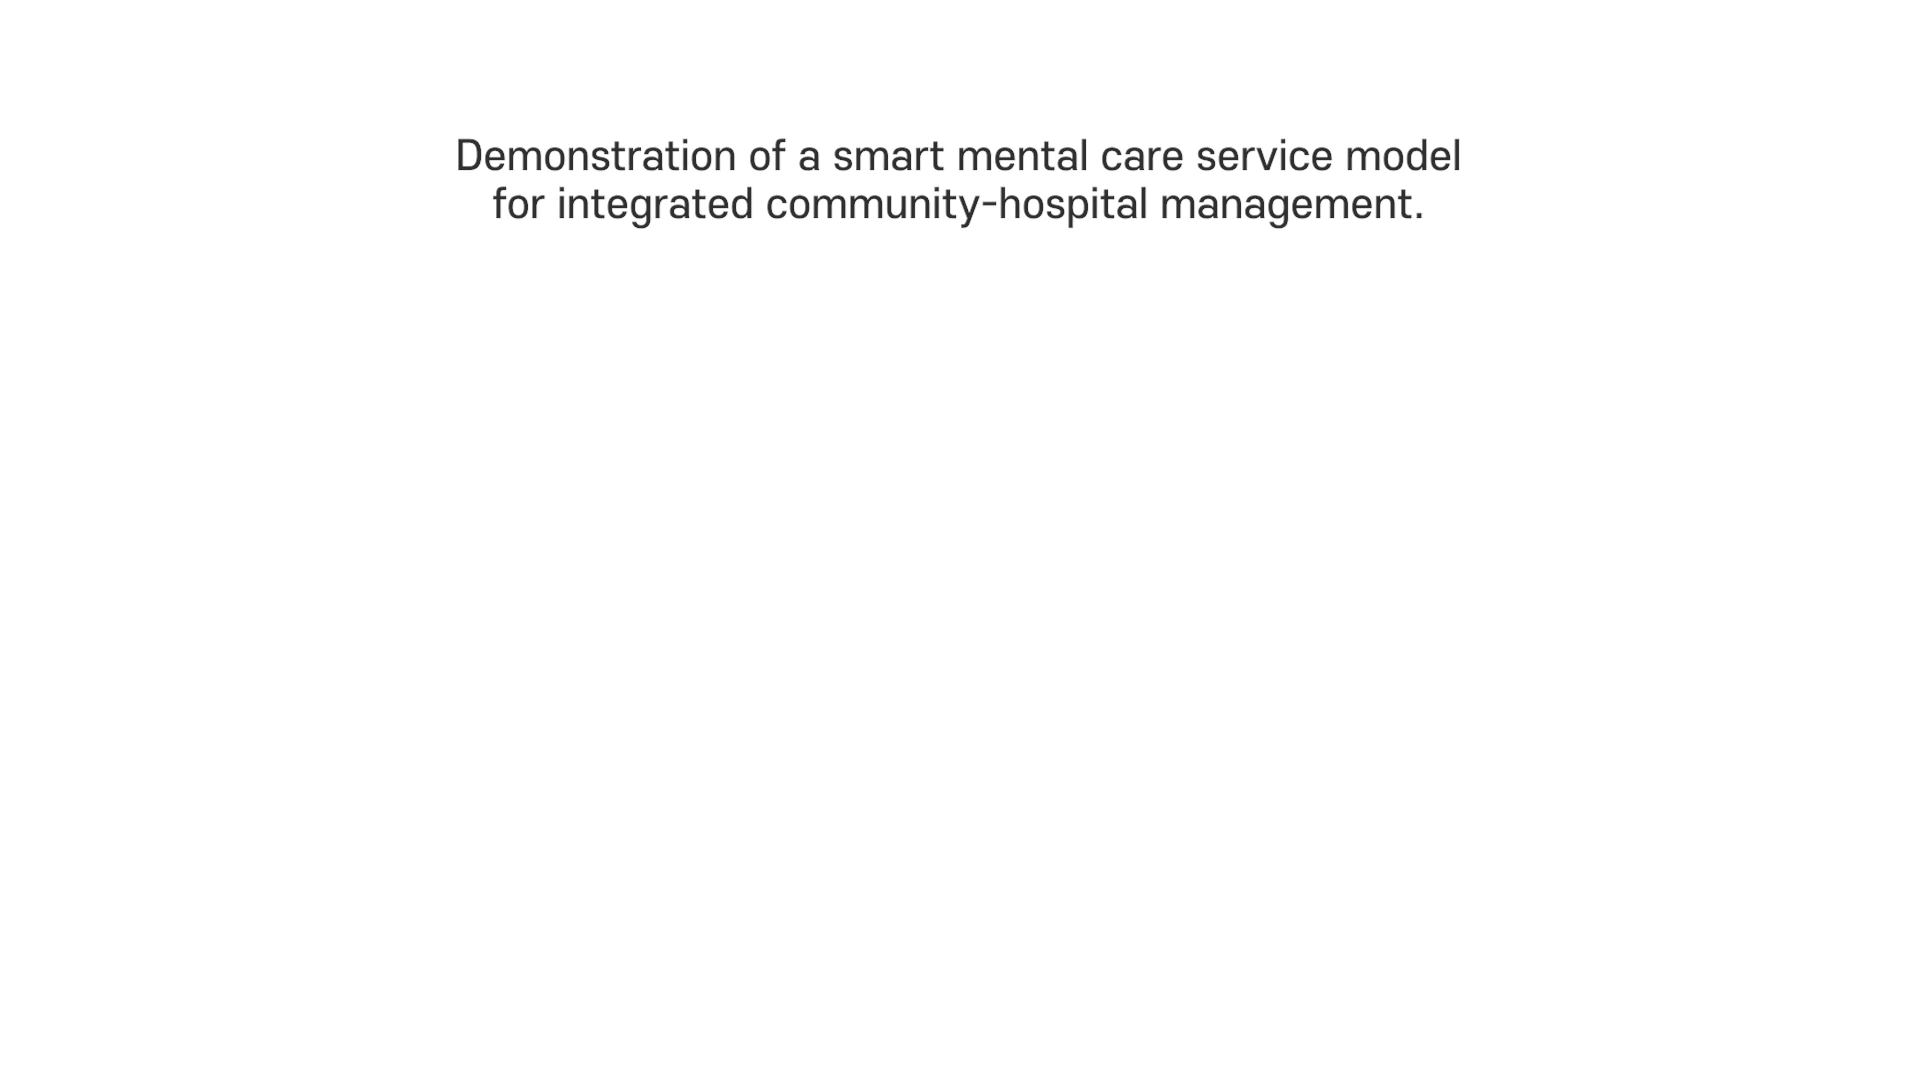 Demonstration of a smart mental care service model
for integrated community-hospital management.